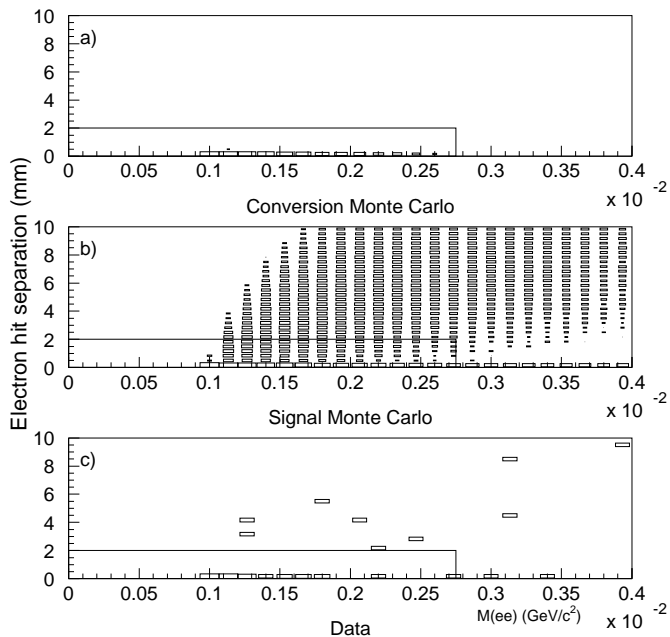 Electron hit separation (mm)
10
8
6
4
2
0
a)
0 0.05 0.1 0.15 0.2 0.25 0.3 0.35 0.4
x 10 -2
Conversion Monte Carlo
10
8
6
4
2
0
b)
0 0.05 0.1 0.15 0.2 0.25 0.3 0.35 0.4
x 10 -2
Signal Monte Carlo
10
8
6
4
2
0
c)
0 0.05 0.1 0.15 0.2 0.25 0.3 0.35 0.4
M(ee) (GeV/c²) x 10 -2
Data